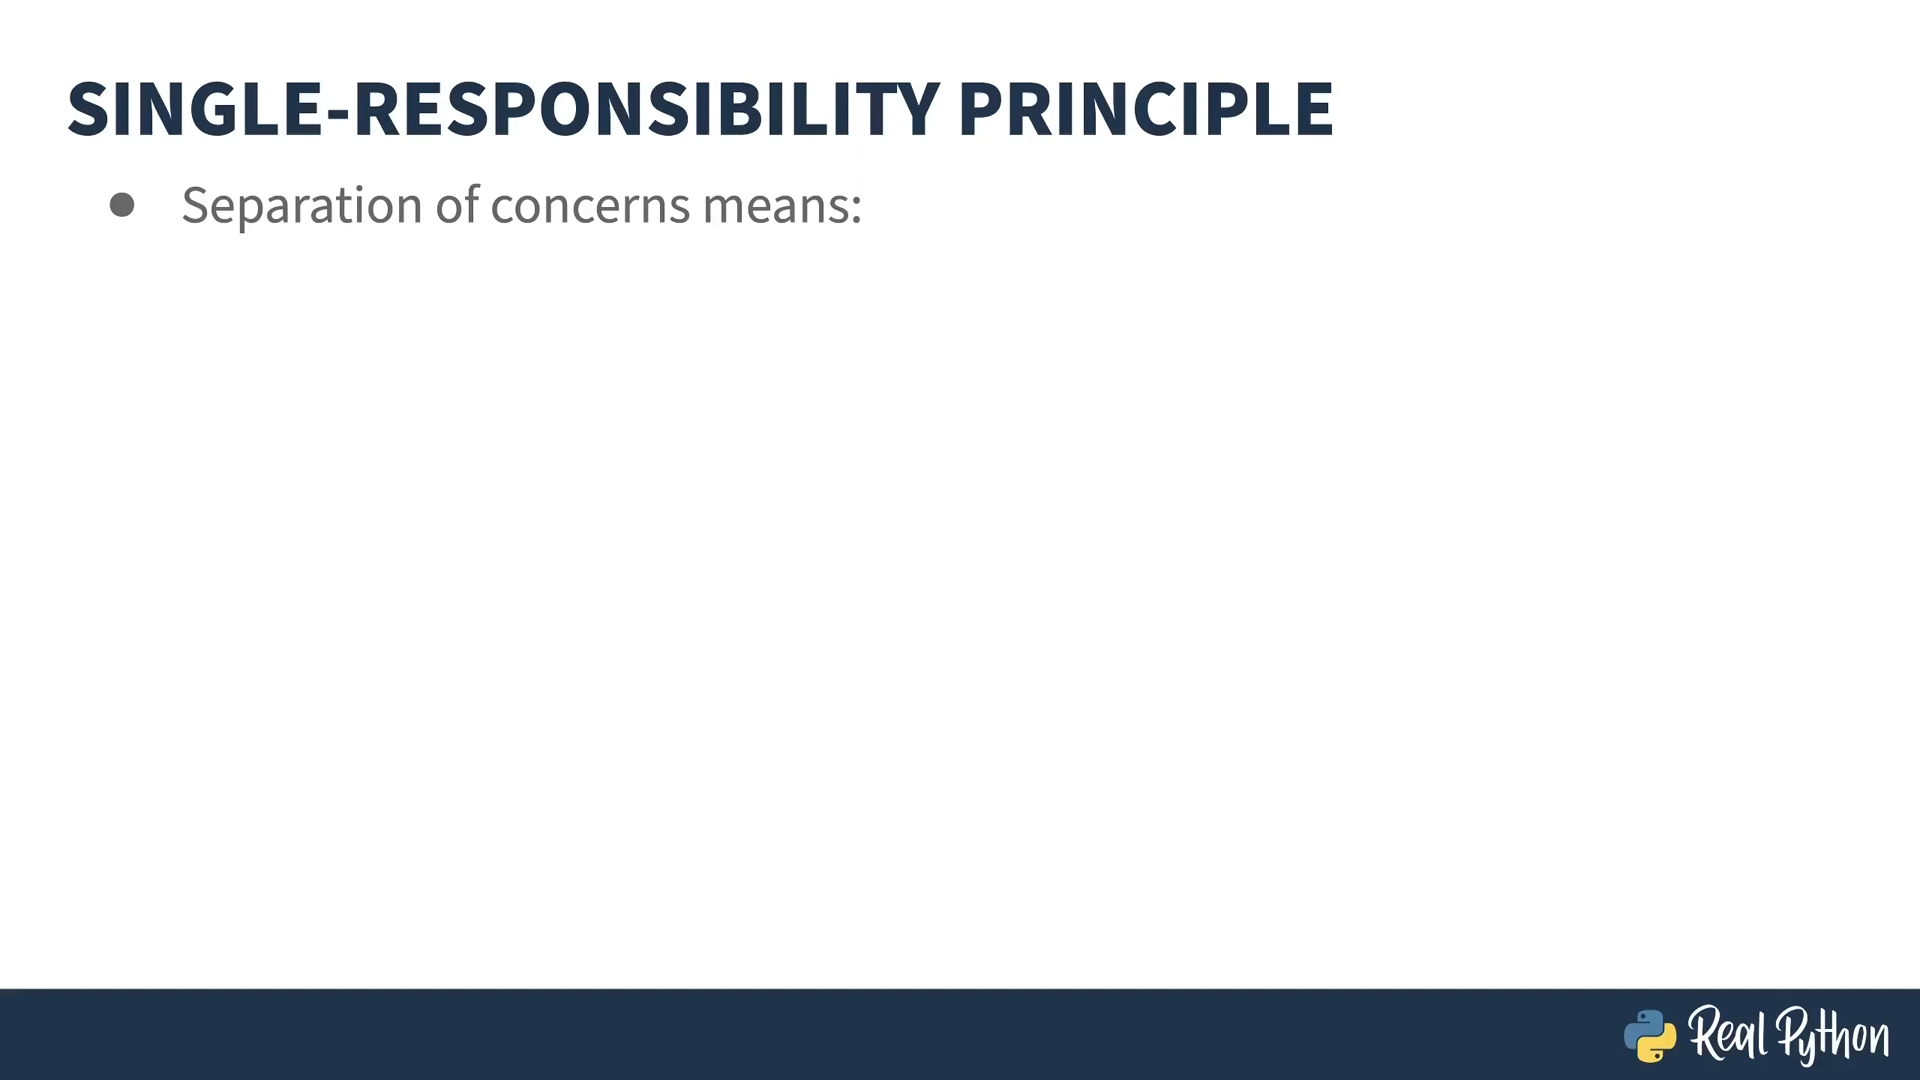 SINGLE-RESPONSIBILITY PRINCIPLE
● Separation of concerns means:
Real Python